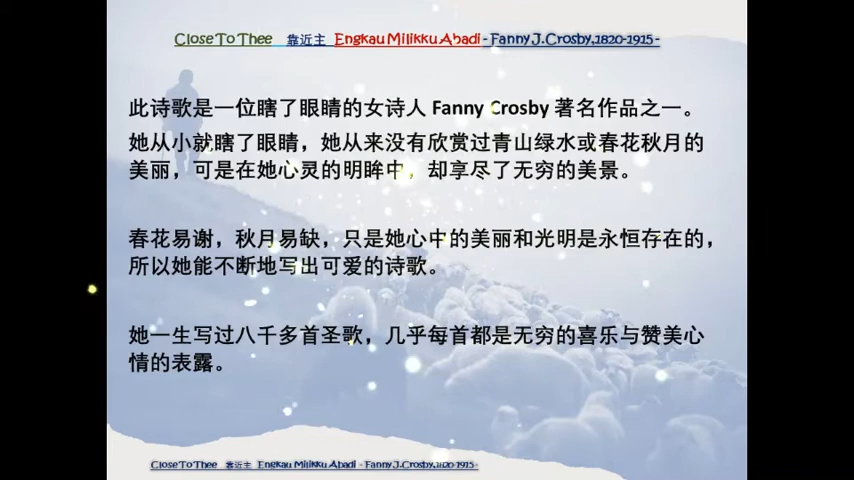 Close To Thee 靠近主 Engkau Milikku Abadi - Fanny J. Crosby, 1820-1915 -
此诗歌是一位瞎了眼睛的女诗人 Fanny Crosby 著名作品之一。
她从小就瞎了眼睛，她从来没有欣赏过青山绿水或春花秋月的
美丽，可是在她心灵的明眸中，却享尽了无穷的美景。
春花易谢，秋月易缺，只是她心中的美丽和光明是永恒存在的，
所以她能不断地写出可爱的诗歌。
她一生写过八千多首圣歌，几乎每首都是无穷的喜乐与赞美心
情的表露。
Close To Thee 靠近主 Engkau Milikku Abadi - Fanny J. Crosby, 1820-1915 -